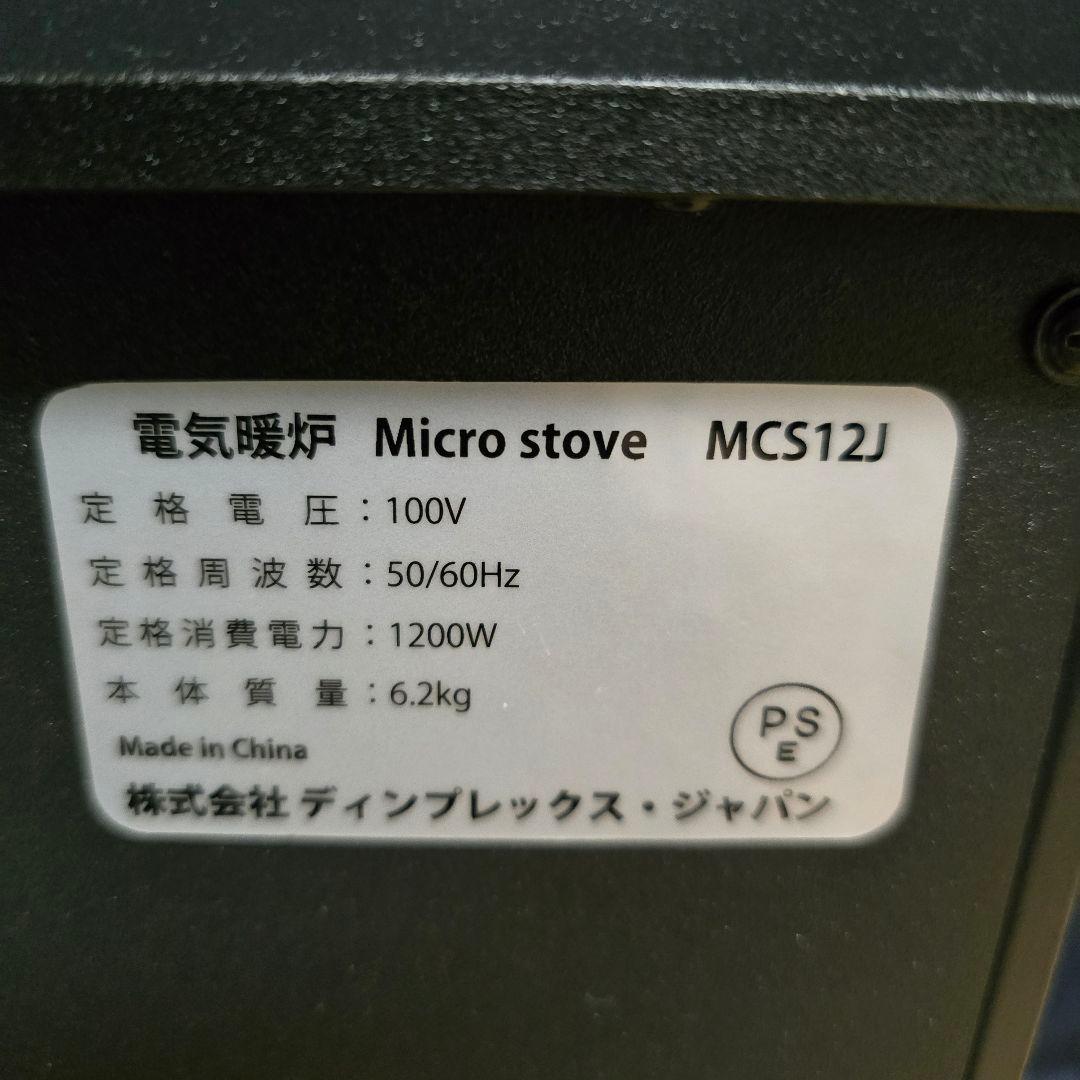 電気暖炉 Micro stove MCS12J
定格電圧：100V
定格周波数：50/60Hz
定格消費電力：1200W
本体質量：6.2kg
PS
E
Made in China
株式会社 ディンプレックス・ジャパン